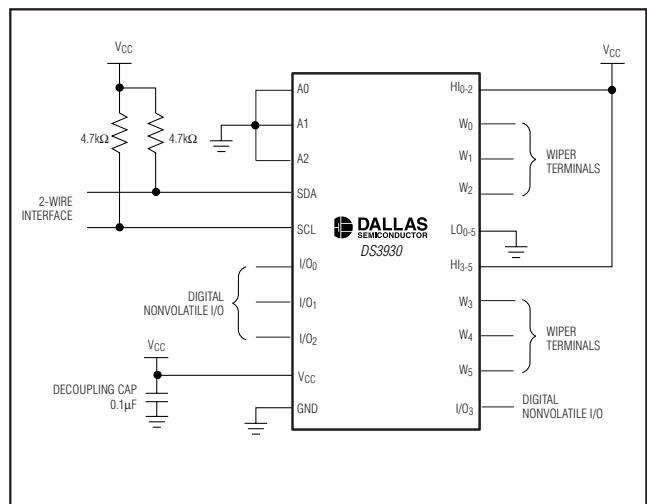 VCC
4.7kΩ
4.7kΩ
2-WIRE
INTERFACE
DIGITAL
NONVOLATILE I/O
VCC
DECOUPLING CAP
0.1µF
A0
A1
A2
SDA
SCL
I/O0
I/O1
I/O2
VCC
GND
DALLAS
SEMICONDUCTOR
DS3930
HI0-2
W0
W1
W2
LO0-5
HI3-5
W3
W4
W5
I/O3
VCC
WIPER
TERMINALS
WIPER
TERMINALS
DIGITAL
NONVOLATILE I/O